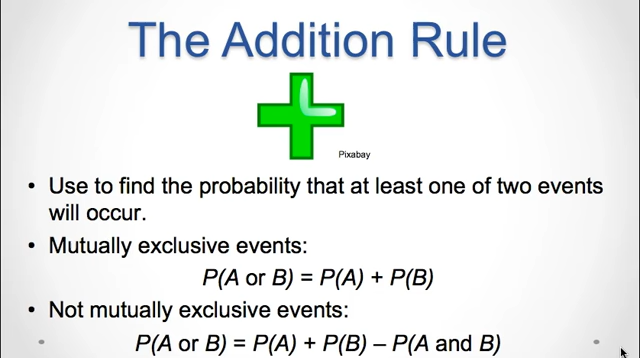 The Addition Rule
Pixabay
• Use to find the probability that at least one of two events
will occur.
• Mutually exclusive events:
P(A or B) = P(A) + P(B)
• Not mutually exclusive events:
P(A or B) = P(A) + P(B) – P(A and B)